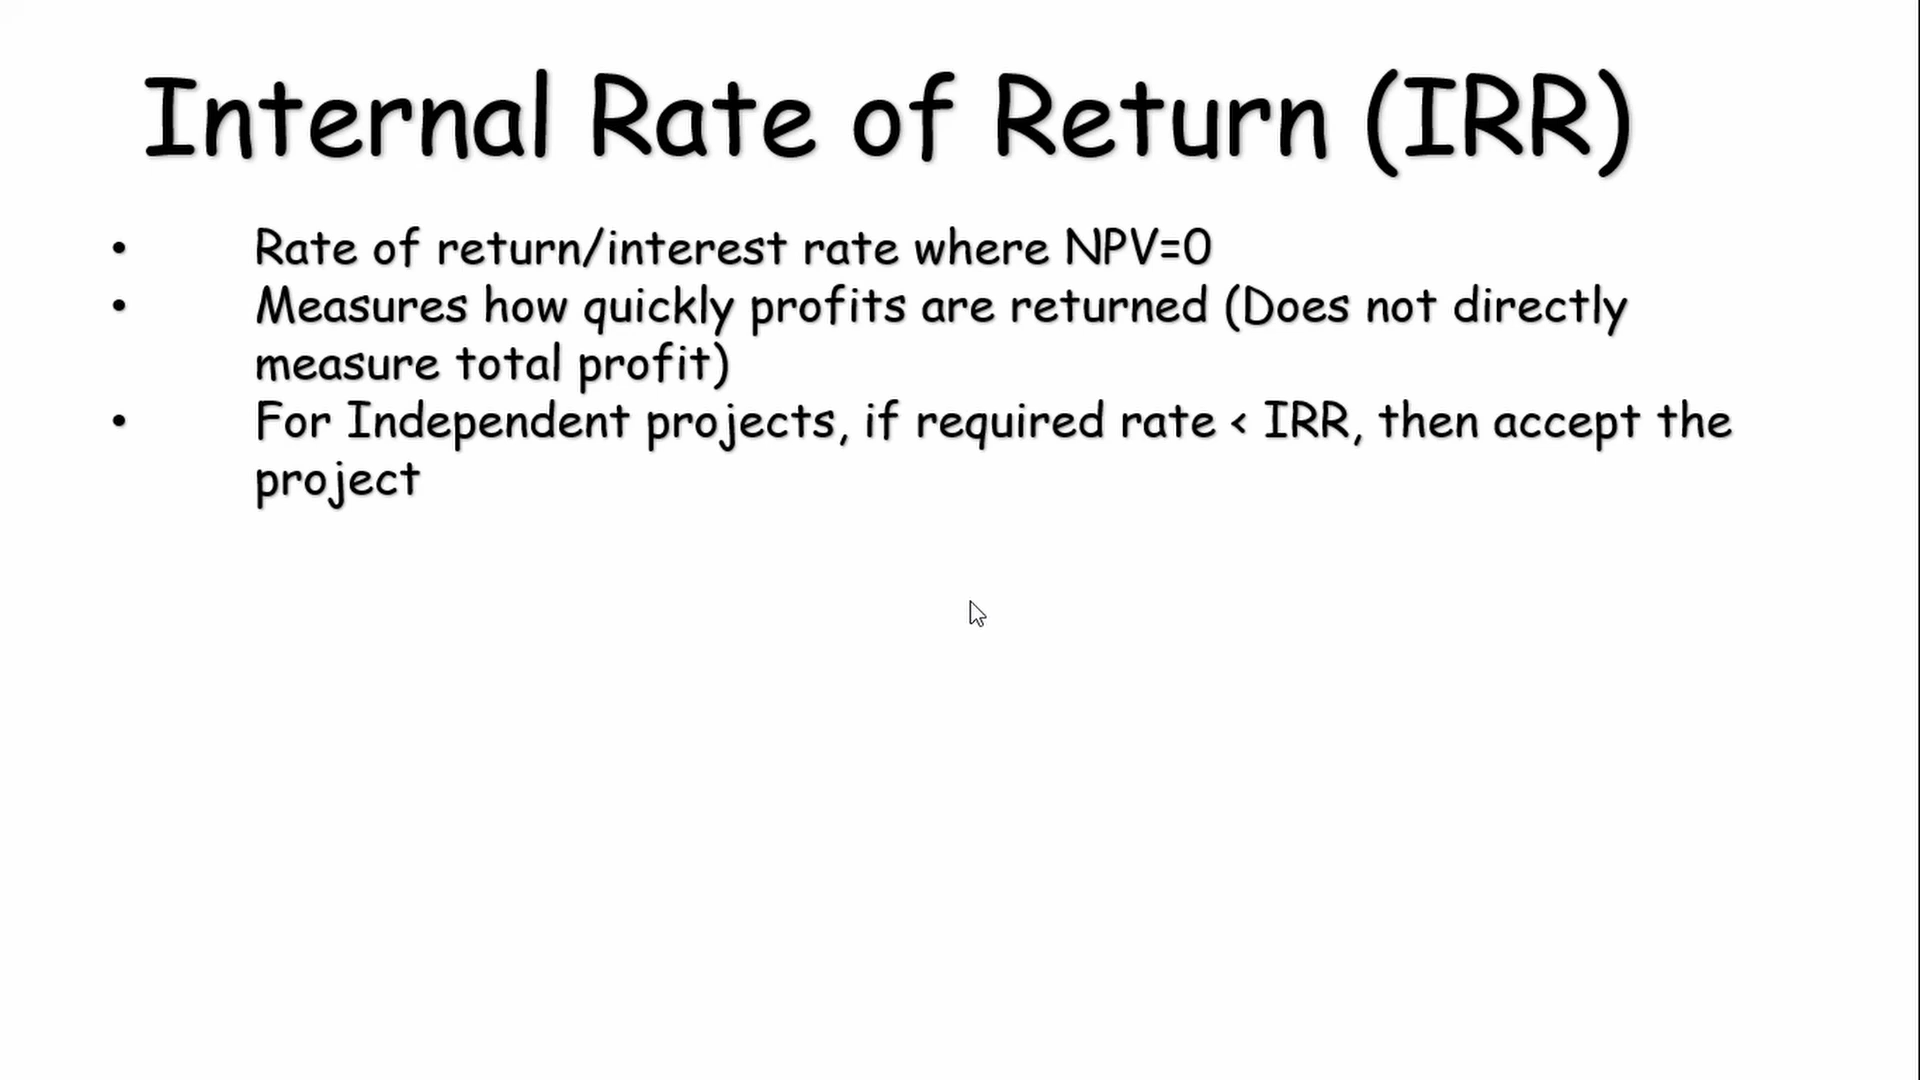 Internal Rate of Return (IRR)
• Rate of return/interest rate where NPV=0
• Measures how quickly profits are returned (Does not directly
measure total profit)
• For Independent projects, if required rate < IRR, then accept the
project